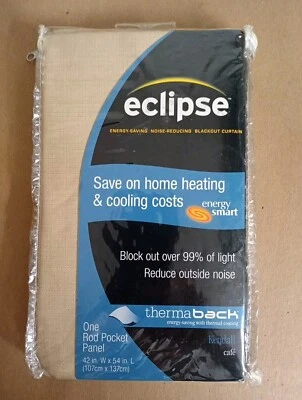 eclipse™
ENERGY-SAVING NOISE-REDUCING BLACKOUT CURTAIN
Save on home heating
& cooling costs
energy
smart
Block out over 99% of light
Reduce outside noise
thermaback
energy-saving with thermal coating
One
Rod Pocket
Panel
42 in. W x 54 in. L
(107cm x 137cm)
Kendall
café